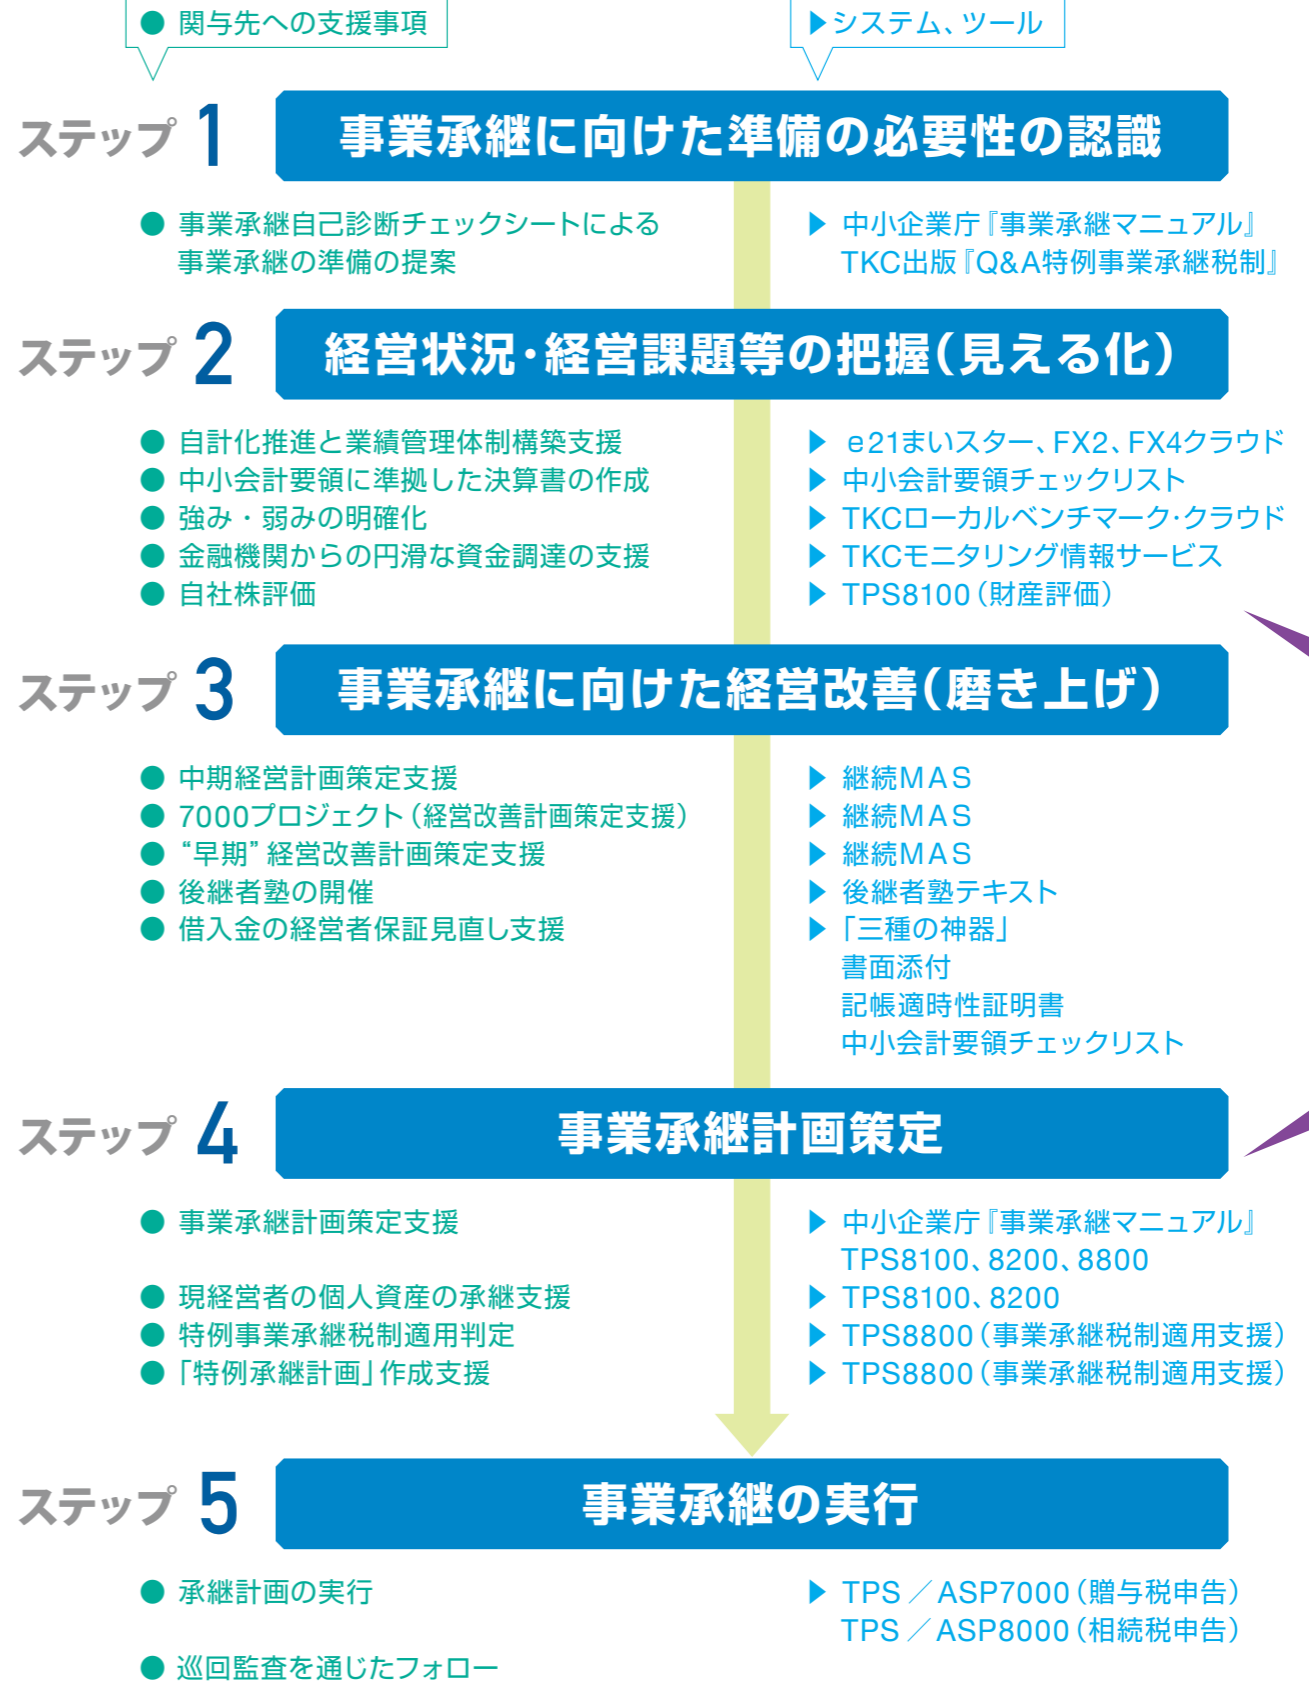 ● 関与先への支援事項
▶システム、ツール
ステップ 1 事業承継に向けた準備の必要性の認識
● 事業承継自己診断チェックシートによる
事業承継の準備の提案
▶ 中小企業庁『事業承継マニュアル』
TKC出版『Q&A特例事業承継税制』
ステップ 2 経営状況・経営課題等の把握(見える化)
● 自計化推進と業績管理体制構築支援
● 中小会計要領に準拠した決算書の作成
● 強み・弱みの明確化
● 金融機関からの円滑な資金調達の支援
● 自社株評価
▶ e21まいスター、FX2、FX4クラウド
▶ 中小会計要領チェックリスト
▶ TKCローカルベンチマーク・クラウド
▶ TKCモニタリング情報サービス
▶ TPS8100(財産評価)
ステップ 3 事業承継に向けた経営改善(磨き上げ)
● 中期経営計画策定支援
● 7000プロジェクト(経営改善計画策定支援)
● “早期”経営改善計画策定支援
● 後継者塾の開催
● 借入金の経営者保証見直し支援
▶ 継続MAS
▶ 継続MAS
▶ 継続MAS
▶ 後継者塾テキスト
▶「三種の神器」
書面添付
記帳適時性証明書
中小会計要領チェックリスト
ステップ 4 事業承継計画策定
● 事業承継計画策定支援
● 現経営者の個人資産の承継支援
● 特例事業承継税制適用判定
●「特例承継計画」作成支援
▶ 中小企業庁『事業承継マニュアル』
TPS8100、8200、8800
▶ TPS8100、8200
▶ TPS8800(事業承継税制適用支援)
▶ TPS8800(事業承継税制適用支援)
ステップ 5 事業承継の実行
● 承継計画の実行
● 巡回監査を通じたフォロー
▶ TPS/ASP7000(贈与税申告)
TPS/ASP8000(相続税申告)